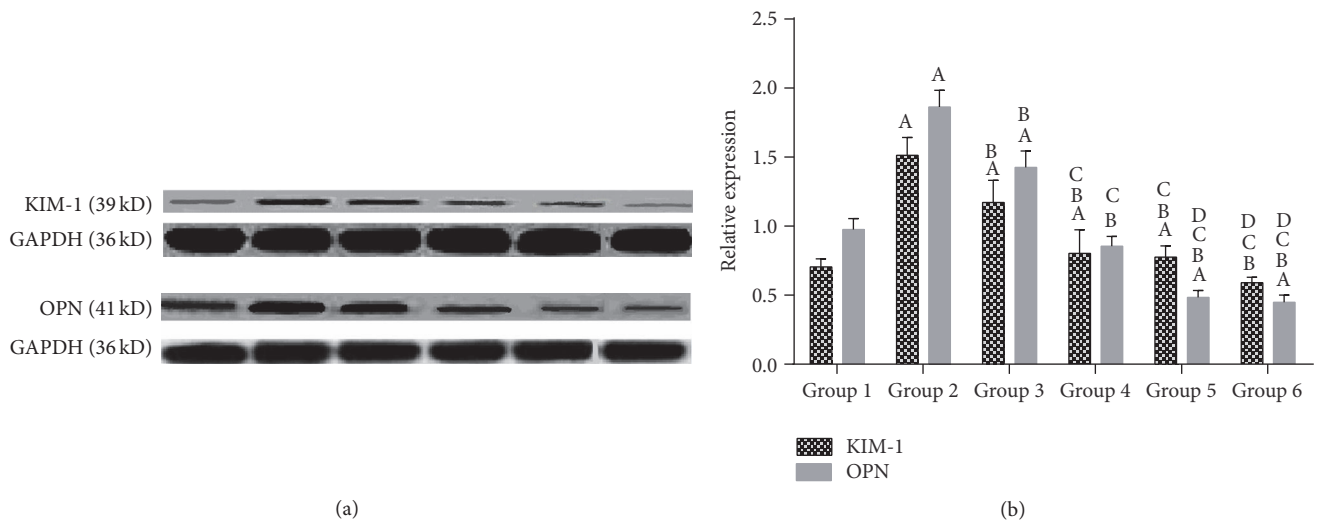 KIM-1 (39 kD)
GAPDH (36 kD)
OPN (41 kD)
GAPDH (36 kD)
(a)
Relative expression
2.5
2.0
1.5
1.0
0.5
0.0
A
A
B
A
B
A
C
B
A
C
B
C
B
A
D
C
B
A
D
C
B
D
C
B
A
Group 1 Group 2 Group 3 Group 4 Group 5 Group 6
KIM-1
OPN
(b)